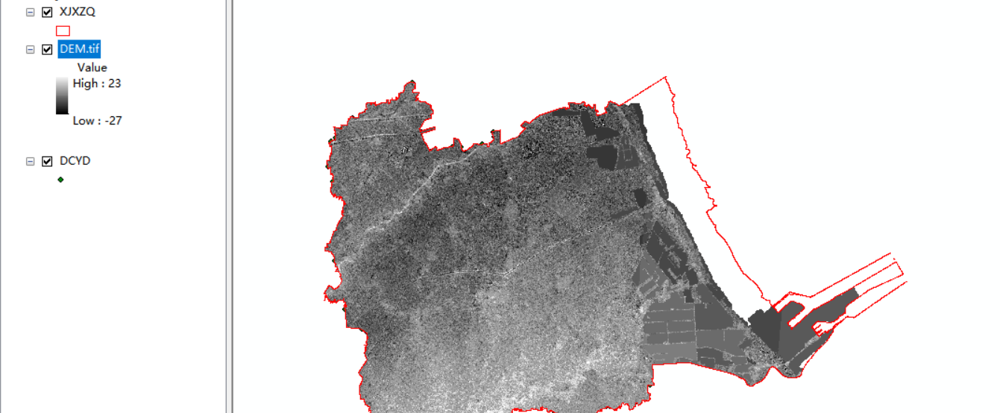 XJXZQ
DEM.tif
Value
High : 23
Low : -27
DCYD